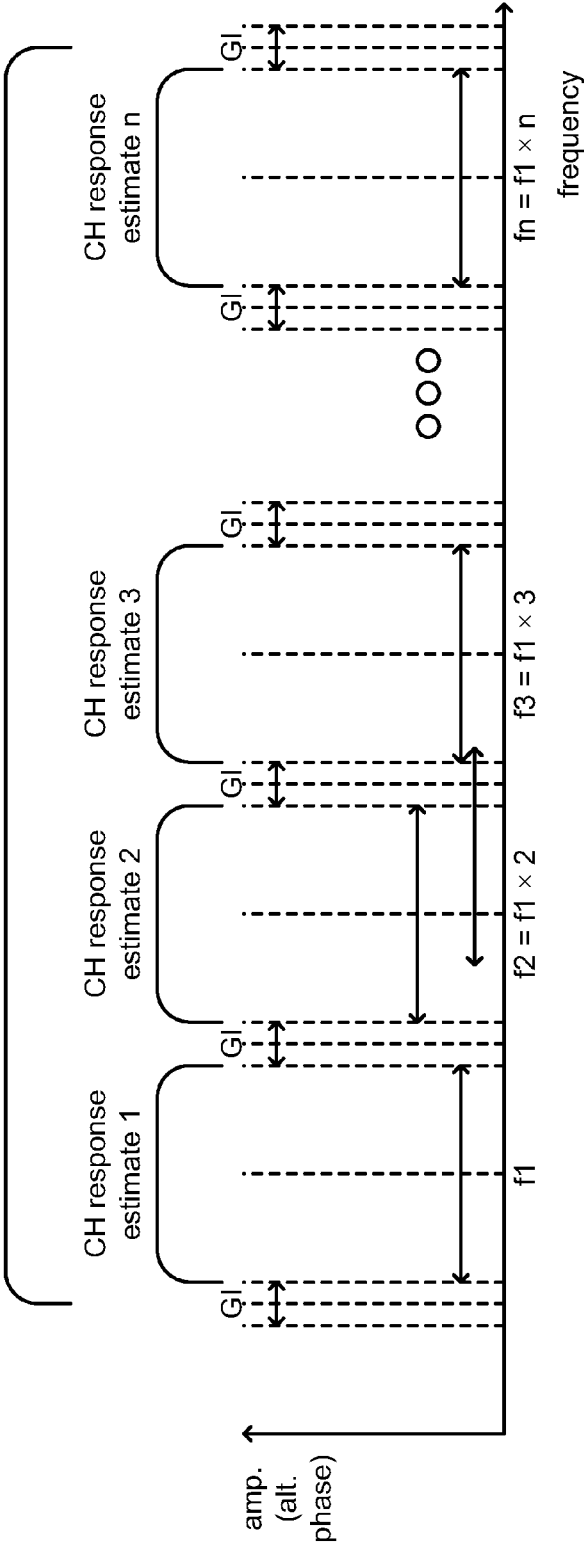 CH response
estimate 1
CH response
estimate 2
CH response
estimate 3
CH response
estimate n
GI
GI
GI
GI
GI
GI
amp.
(alt.
phase)
f1
f2 = f1 × 2
f3 = f1 × 3
fn = f1 × n
frequency